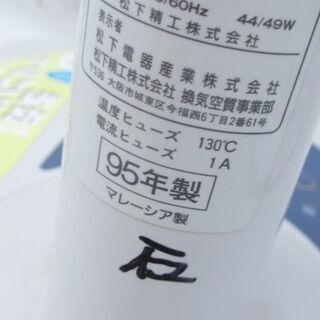 /60Hz 44/49W
松下精工株式会社
表示者
松下電器産業株式会社
松下精工株式会社 換気空質事業部
〒536 大阪市城東区今福西6丁目2番61号
温度ヒューズ 130℃
電流ヒューズ 1A
95年製
マレーシア製
石